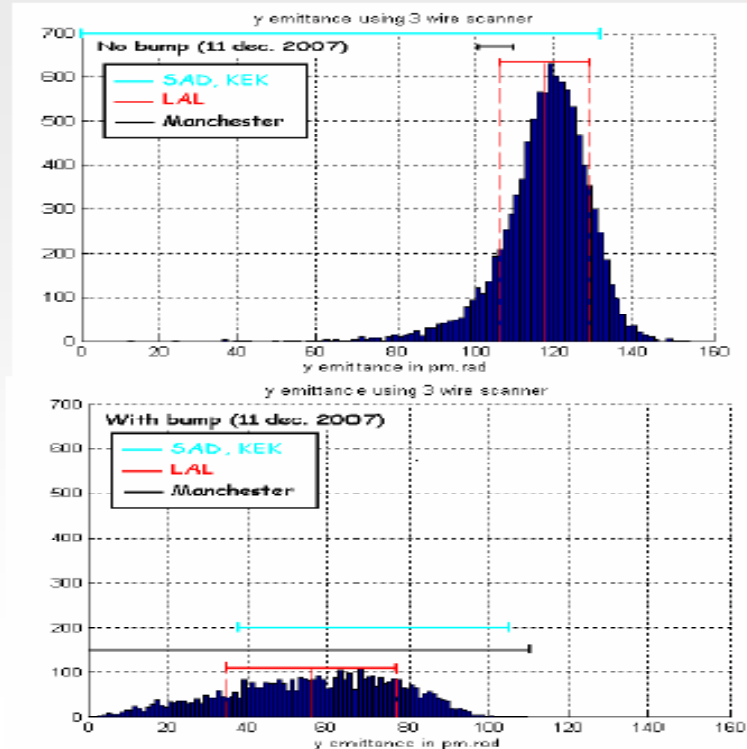 y emittance using 3 wire scanner
700
No bump (11 dec. 2007)
600
SAD, KEK
LAL
500
Manchester
400
300
200
100
0
0 20 40 60 80 100 120 140 160
y emittance in pm.rad
y emittance using 3 wire scanner
700
With bump (11 dec. 2007)
600
SAD, KEK
LAL
500
Manchester
400
300
200
100
0
0 20 40 60 80 100 120 140 160
y emittance in pm.rad